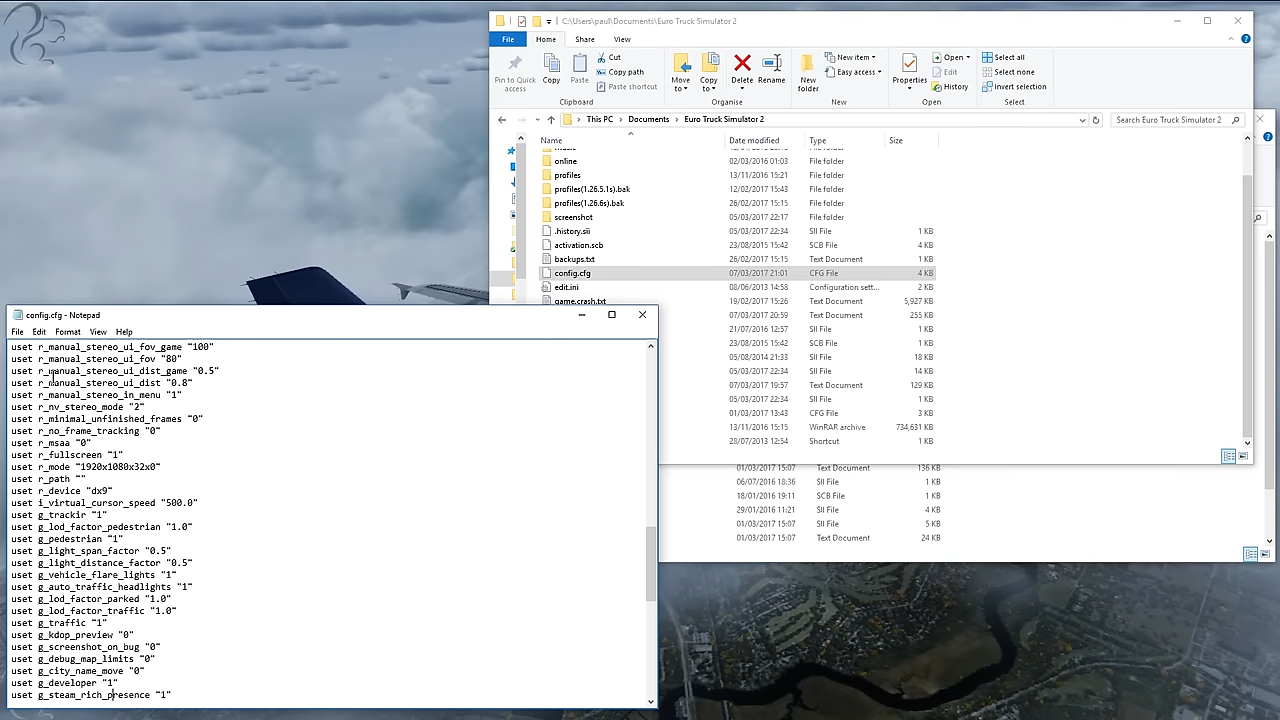 C:\Users\paul\Documents\Euro Truck Simulator 2
File Home Share View
Pin to Quick access
Copy
Paste
Cut
Copy path
Paste shortcut
Clipboard
Move to
Copy to
Delete
Rename
Organise
New folder
New item
Easy access
New
Properties
Open
Edit
History
Open
Select all
Select none
Invert selection
Select
This PC > Documents > Euro Truck Simulator 2
Search Euro Truck Simulator 2
Name Date modified Type Size
online 02/03/2016 01:03 File folder
profiles 13/11/2016 15:21 File folder
profiles(1.26.5.1s).bak 12/02/2017 15:43 File folder
profiles(1.26.6s).bak 26/02/2017 15:15 File folder
screenshot 05/03/2017 22:17 File folder
.history.sii 05/03/2017 22:34 SII File 1 KB
activation.scb 23/08/2015 15:42 SCB File 4 KB
backups.txt 26/02/2017 15:15 Text Document 1 KB
config.cfg 07/03/2017 21:01 CFG File 4 KB
edit.ini 08/06/2013 14:58 Configuration sett... 2 KB
game.crash.txt 19/02/2017 15:26 Text Document 5,927 KB
07/03/2017 20:59 Text Document 255 KB
21/07/2016 12:57 SII File 1 KB
23/08/2015 15:42 SCB File 1 KB
05/08/2014 21:33 SII File 18 KB
05/03/2017 22:34 SII File 14 KB
07/03/2017 19:57 Text Document 129 KB
05/03/2017 22:34 SII File 1 KB
01/03/2017 13:43 CFG File 3 KB
13/11/2016 15:15 WinRAR archive 734,631 KB
28/07/2013 12:54 Shortcut 1 KB
01/03/2017 15:07 Text Document 136 KB
06/07/2016 18:36 SII File 1 KB
18/01/2016 19:11 SCB File 1 KB
29/01/2016 11:21 SII File 4 KB
01/03/2017 15:07 SII File 5 KB
01/03/2017 15:07 Text Document 24 KB
config.cfg - Notepad
File Edit Format View Help
uset r_manual_stereo_ui_fov_game "100"
uset r_manual_stereo_ui_fov "80"
uset r_manual_stereo_ui_dist_game "0.5"
uset r_manual_stereo_ui_dist "0.8"
uset r_manual_stereo_in_menu "1"
uset r_nv_stereo_mode "2"
uset r_minimal_unfinished_frames "0"
uset r_no_frame_tracking "0"
uset r_msaa "0"
uset r_fullscreen "1"
uset r_mode "1920x1080x32x0"
uset r_path ""
uset r_device "dx9"
uset i_virtual_cursor_speed "500.0"
uset g_trackir "1"
uset g_lod_factor_pedestrian "1.0"
uset g_pedestrian "1"
uset g_light_span_factor "0.5"
uset g_light_distance_factor "0.5"
uset g_vehicle_flare_lights "1"
uset g_auto_traffic_headlights "1"
uset g_lod_factor_parked "1.0"
uset g_lod_factor_traffic "1.0"
uset g_traffic "1"
uset g_kdop_preview "0"
uset g_screenshot_on_bug "0"
uset g_debug_map_limits "0"
uset g_city_name_move "0"
uset g_developer "1"
uset g_steam_rich_presence "1"